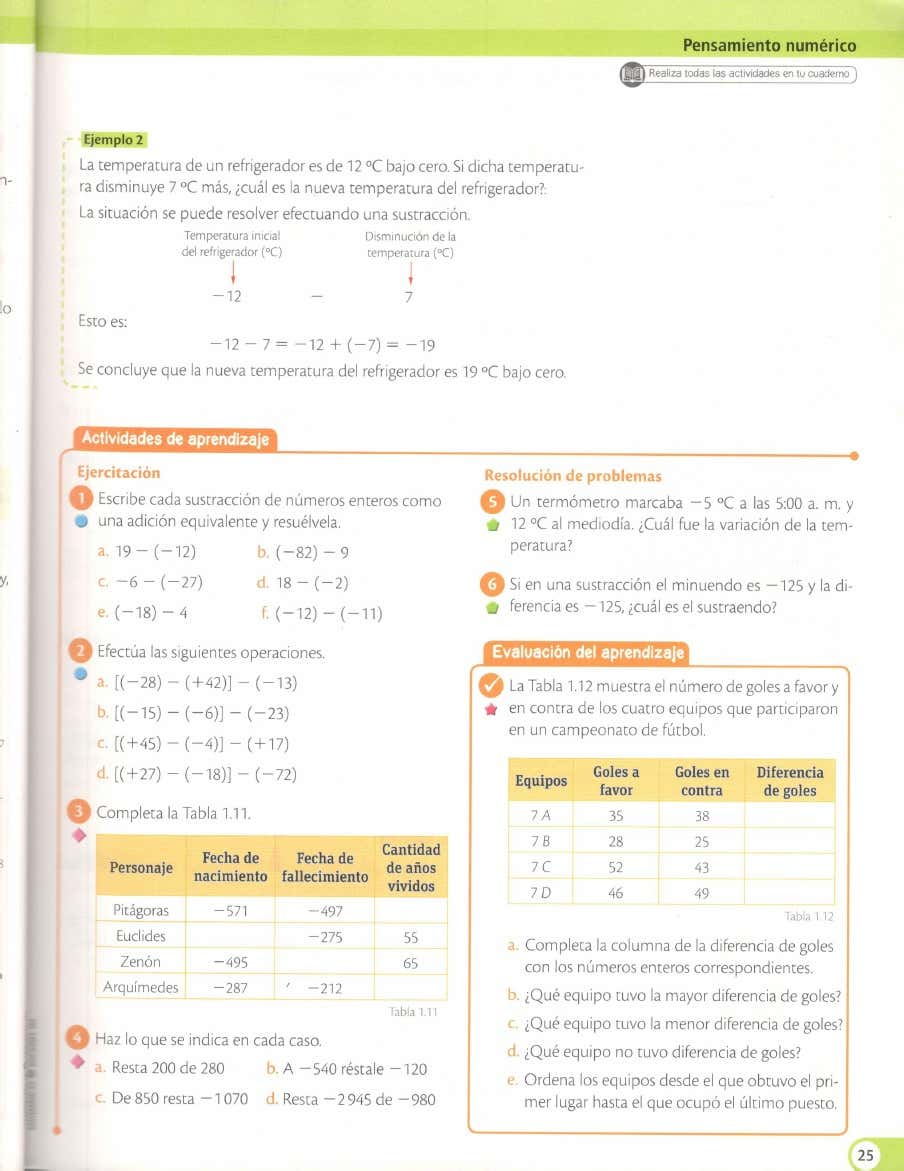 Pensamiento numérico
Realiza todas las actividades en tu cuaderno
Ejemplo 2
La temperatura de un refrigerador es de 12 ºC bajo cero. Si dicha temperatu-
ra disminuye 7 ºC más, ¿cuál es la nueva temperatura del refrigerador?:
La situación se puede resolver efectuando una sustracción.
Temperatura inicial
del refrigerador (ºC)
Disminución de la
temperatura (ºC)
−12 − 7
Esto es:
−12 − 7 = −12 + (−7) = −19
Se concluye que la nueva temperatura del refrigerador es 19 ºC bajo cero.
Actividades de aprendizaje
Ejercitación
1 Escribe cada sustracción de números enteros como
una adición equivalente y resuélvela.
a. 19 − (−12) b. (−82) − 9
c. −6 − (−27) d. 18 − (−2)
e. (−18) − 4 f. (−12) − (−11)
2 Efectúa las siguientes operaciones.
a. [(−28) − (+42)] − (−13)
b. [(−15) − (−6)] − (−23)
c. [(+45) − (−4)] − (+17)
d. [(+27) − (−18)] − (−72)
3 Completa la Tabla 1.11.
Personaje Fecha de nacimiento Fecha de fallecimiento Cantidad de años vividos
Pitágoras −571 −497
Euclides −275 55
Zenón −495 65
Arquímedes −287 −212
Tabla 1.11
4 Haz lo que se indica en cada caso.
a. Resta 200 de 280 b. A −540 réstale −120
c. De 850 resta −1 070 d. Resta −2 945 de −980
Resolución de problemas
5 Un termómetro marcaba −5 ºC a las 5:00 a. m. y
12 ºC al mediodía. ¿Cuál fue la variación de la tem-
peratura?
6 Si en una sustracción el minuendo es −125 y la di-
ferencia es −125, ¿cuál es el sustraendo?
Evaluación del aprendizaje
La Tabla 1.12 muestra el número de goles a favor y
en contra de los cuatro equipos que participaron
en un campeonato de fútbol.
Equipos Goles a favor Goles en contra Diferencia de goles
7 A 35 38
7 B 28 25
7 C 52 43
7 D 46 49
Tabla 1.12
a. Completa la columna de la diferencia de goles
con los números enteros correspondientes.
b. ¿Qué equipo tuvo la mayor diferencia de goles?
c. ¿Qué equipo tuvo la menor diferencia de goles?
d. ¿Qué equipo no tuvo diferencia de goles?
e. Ordena los equipos desde el que obtuvo el pri-
mer lugar hasta el que ocupó el último puesto.
25